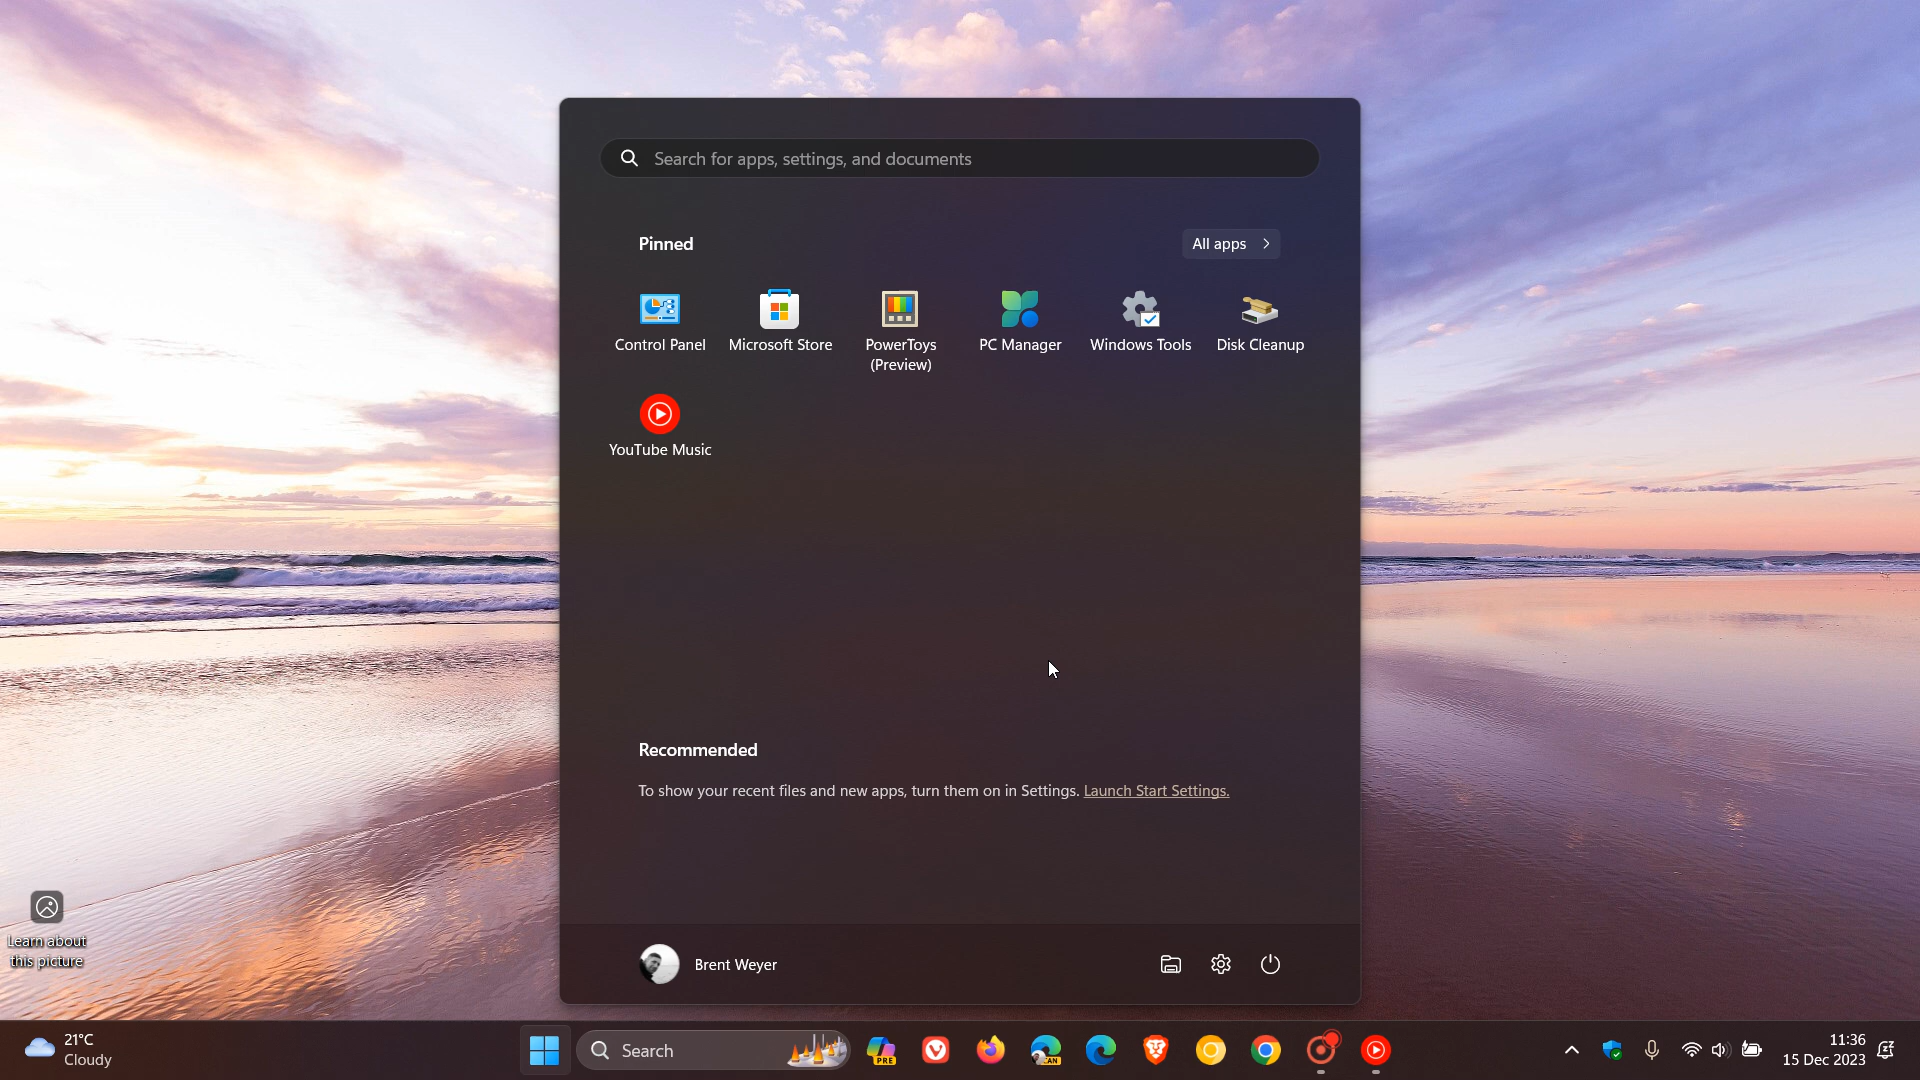 Search for apps, settings, and documents
Pinned
All apps
Control Panel
Microsoft Store
PowerToys
(Preview)
PC Manager
Windows Tools
Disk Cleanup
YouTube Music
Recommended
To show your recent files and new apps, turn them on in Settings. Launch Start Settings.
Learn about
this picture
Brent Weyer
21°C
Cloudy
Search
PRE
CAN
11:36
15 Dec 2023